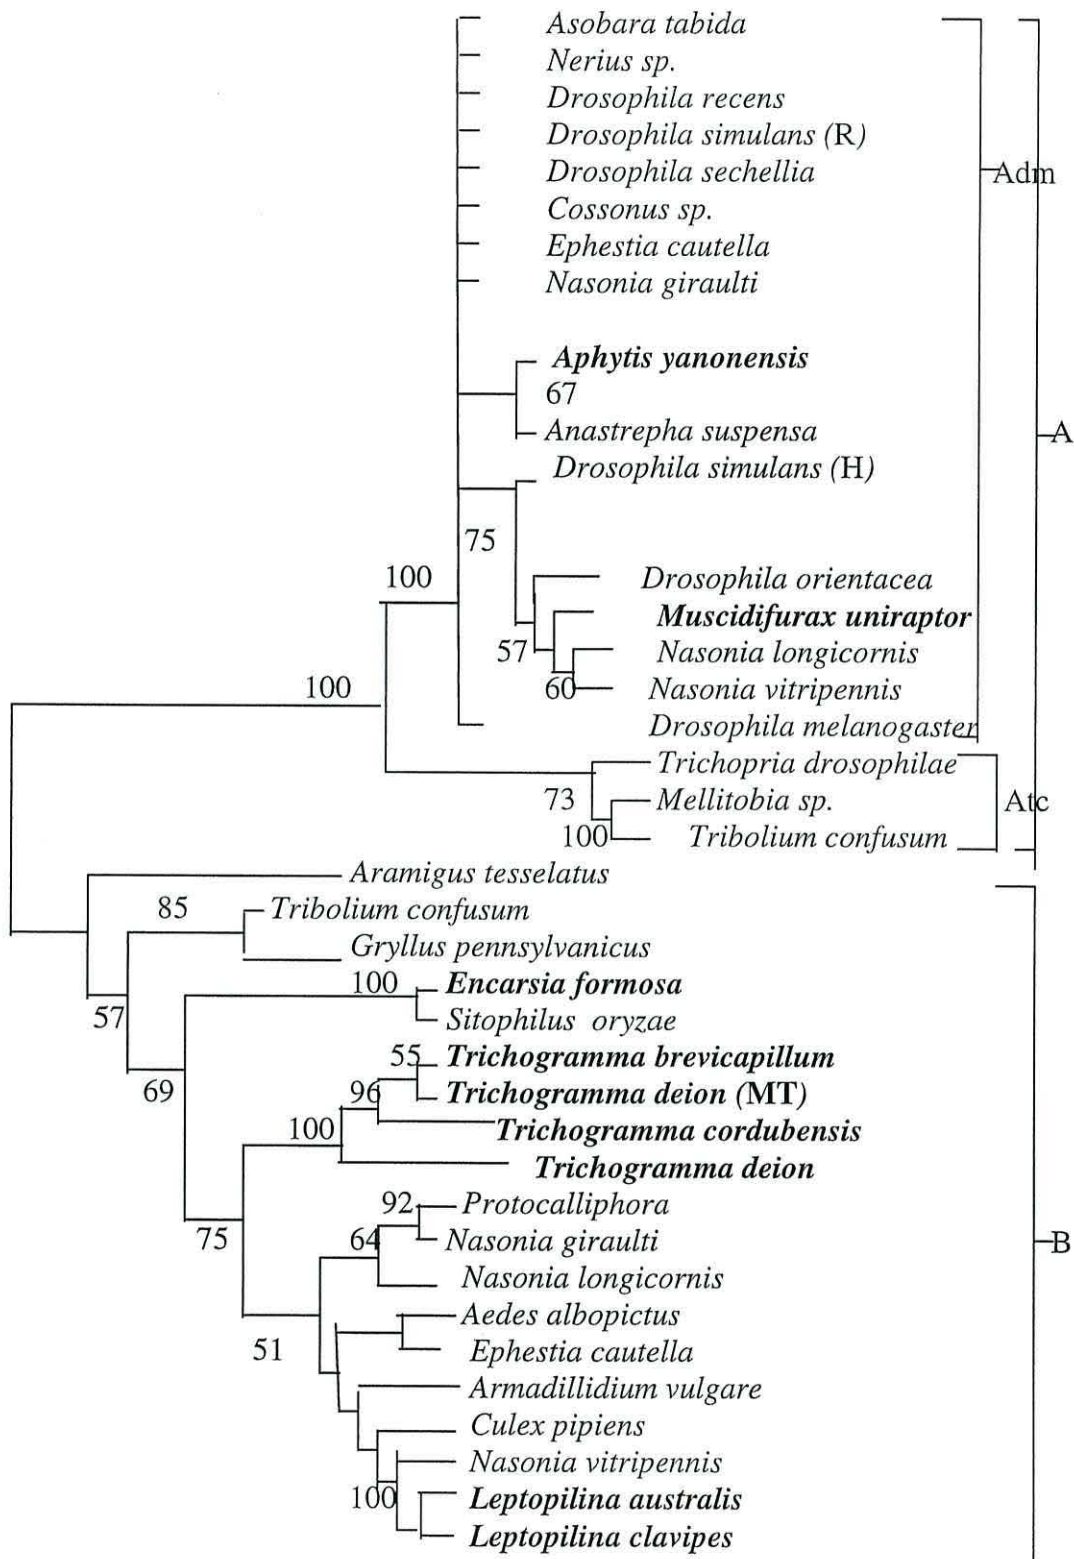 Asobara tabida
Nerius sp.
Drosophila recens
Drosophila simulans (R)
Drosophila sechellia
Adm
Cossonus sp.
Ephestia cautella
Nasonia giraulti
Aphytis yanonensis
67
Anastrepha suspensa
A
Drosophila simulans (H)
75
100
Drosophila orientacea
Muscidifurax uniraptor
57
Nasonia longicornis
100
60
Nasonia vitripennis
Drosophila melanogaster
Trichopria drosophilae
73
Mellitobia sp.
Atc
100
Tribolium confusum
Aramigus tesselatus
85
Tribolium confusum
Gryllus pennsylvanicus
100
Encarsia formosa
57
Sitophilus oryzae
55
Trichogramma brevicapillum
69
96
Trichogramma deion (MT)
100
Trichogramma cordubensis
Trichogramma deion
92
Protocalliphora
75
64
Nasonia giraulti
B
Nasonia longicornis
Aedes albopictus
51
Ephestia cautella
Armadillidium vulgare
Culex pipiens
Nasonia vitripennis
100
Leptopilina australis
Leptopilina clavipes